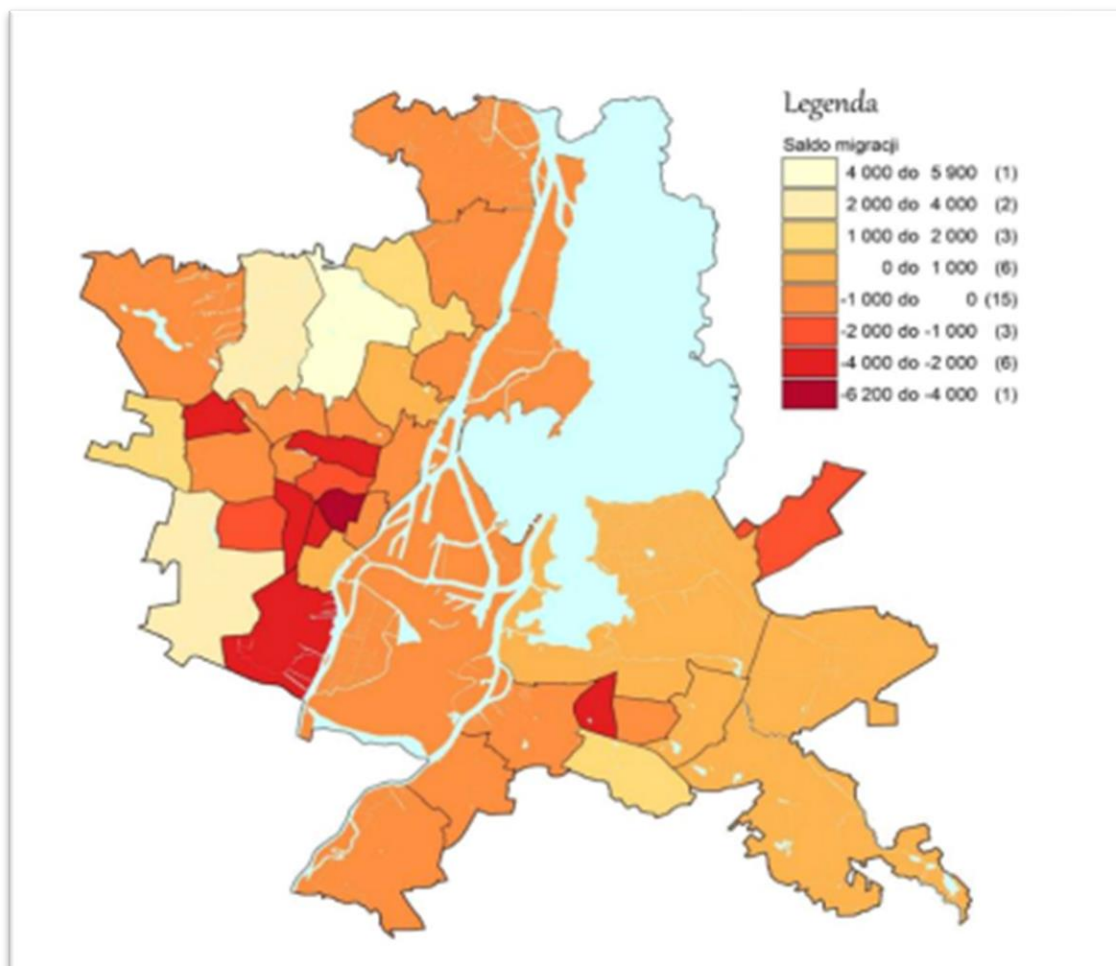 Legenda
Saldo migracji
4 000 do 5 900 (1)
2 000 do 4 000 (2)
1 000 do 2 000 (3)
0 do 1 000 (6)
-1 000 do 0 (15)
-2 000 do -1 000 (3)
-4 000 do -2 000 (6)
-6 200 do -4 000 (1)